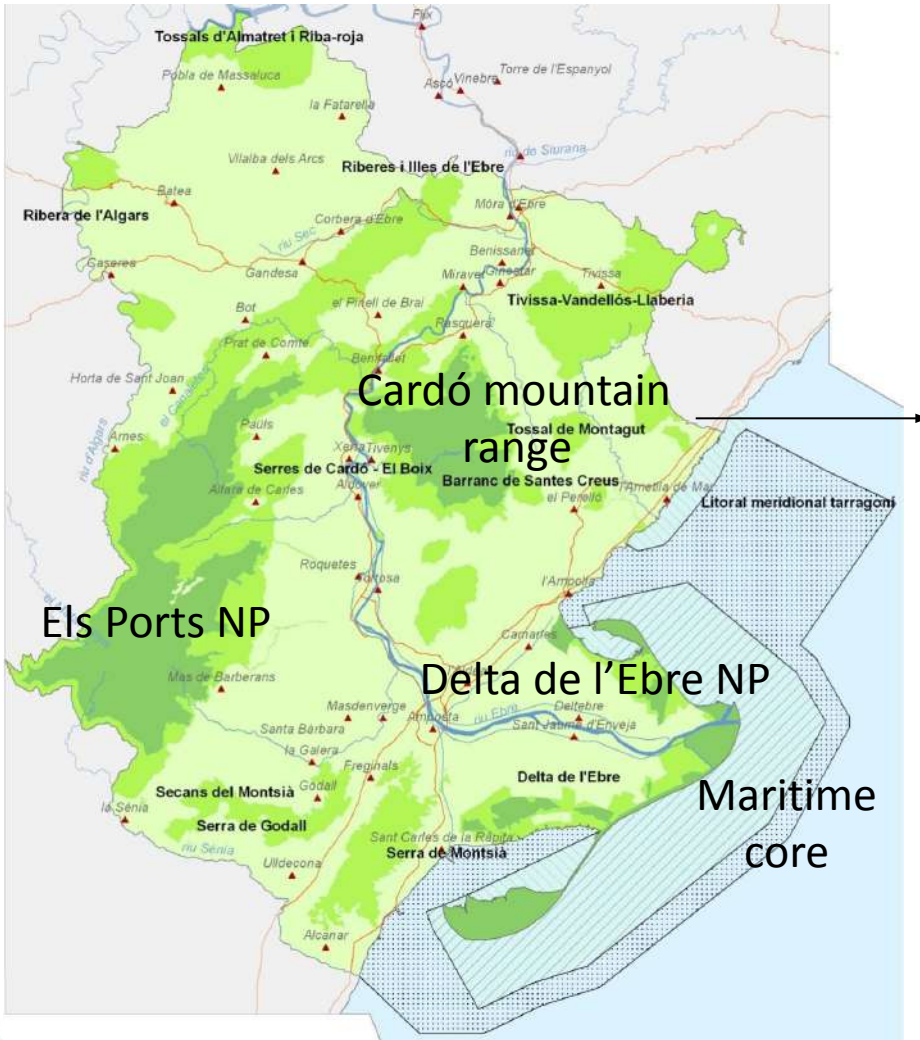 Flix
Tossals d'Almatret i Riba-roja
Pobla de Massaluca
Ascó
Vinebre
Torre de l'Espanyol
la Fatarella
riu de Siurana
Vilalba dels Arcs
Riberes i Illes de l'Ebre
Batea
Móra d'Ebre
Ribera de l'Algars
Corbera d'Ebre
riu Sec
Benissanet
Caseres
Gandesa
Miravet
Ginestar
Tivissa
el Pinell de Brai
Tivissa-Vandellós-Llaberia
Bot
Rasquera
Prat de Comte
Benifallet
Horta de Sant Joan
el Canaletes
Cardó mountain
range
Tossal de Montagut
Arnes
riu d'Algars
Paüls
Xerta
Tivenys
Serres de Cardó - El Boix
Aldover
Barranc de Santes Creus
l'Ametlla de Mar
Alfara de Carles
el Perelló
Litoral meridional tarragoní
Roquetes
Tortosa
l'Ampolla
Els Ports NP
Camarles
Mas de Barberans
Delta de l'Ebre NP
Masdenverge
Amposta
riu Ebre
Deltebre
Santa Bàrbara
Sant Jaume d'Enveja
la Galera
Freginals
Delta de l'Ebre
Secans del Montsià
Godall
Maritime
core
la Sénia
Serra de Godall
riu Sénia
Sant Carles de la Ràpita
Serra de Montsià
Ulldecona
Alcanar